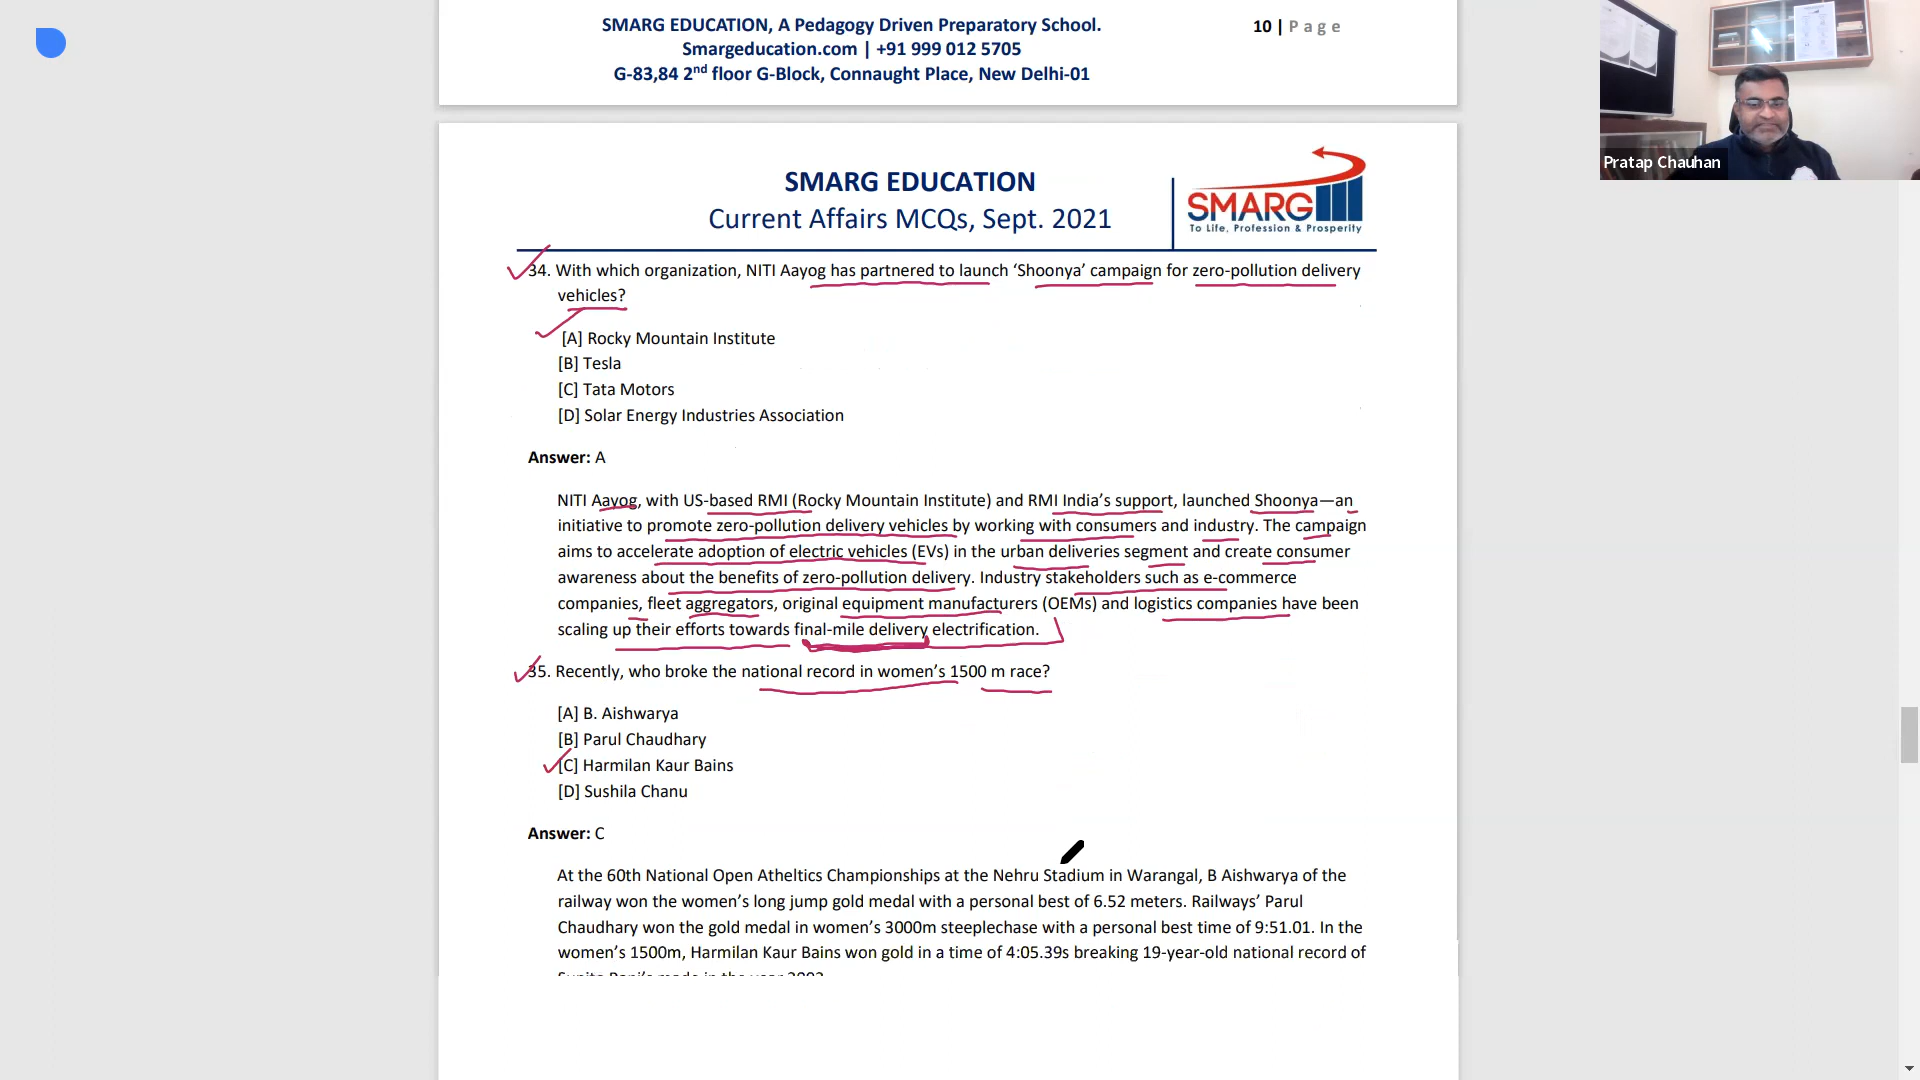 SMARG EDUCATION, A Pedagogy Driven Preparatory School.
10 | Page
Smargeducation.com | +91 999 012 5705
G-83,84 2nd floor G-Block, Connaught Place, New Delhi-01
Pratap Chauhan
SMARG EDUCATION
Current Affairs MCQs, Sept. 2021
SMARG
To Life, Profession & Prosperity
34. With which organization, NITI Aayog has partnered to launch ‘Shoonya’ campaign for zero-pollution delivery
vehicles?
[A] Rocky Mountain Institute
[B] Tesla
[C] Tata Motors
[D] Solar Energy Industries Association
Answer: A
NITI Aayog, with US-based RMI (Rocky Mountain Institute) and RMI India’s support, launched Shoonya—an
initiative to promote zero-pollution delivery vehicles by working with consumers and industry. The campaign
aims to accelerate adoption of electric vehicles (EVs) in the urban deliveries segment and create consumer
awareness about the benefits of zero-pollution delivery. Industry stakeholders such as e-commerce
companies, fleet aggregators, original equipment manufacturers (OEMs) and logistics companies have been
scaling up their efforts towards final-mile delivery electrification.
35. Recently, who broke the national record in women’s 1500 m race?
[A] B. Aishwarya
[B] Parul Chaudhary
[C] Harmilan Kaur Bains
[D] Sushila Chanu
Answer: C
At the 60th National Open Atheltics Championships at the Nehru Stadium in Warangal, B Aishwarya of the
railway won the women’s long jump gold medal with a personal best of 6.52 meters. Railways’ Parul
Chaudhary won the gold medal in women’s 3000m steeplechase with a personal best time of 9:51.01. In the
women’s 1500m, Harmilan Kaur Bains won gold in a time of 4:05.39s breaking 19-year-old national record of